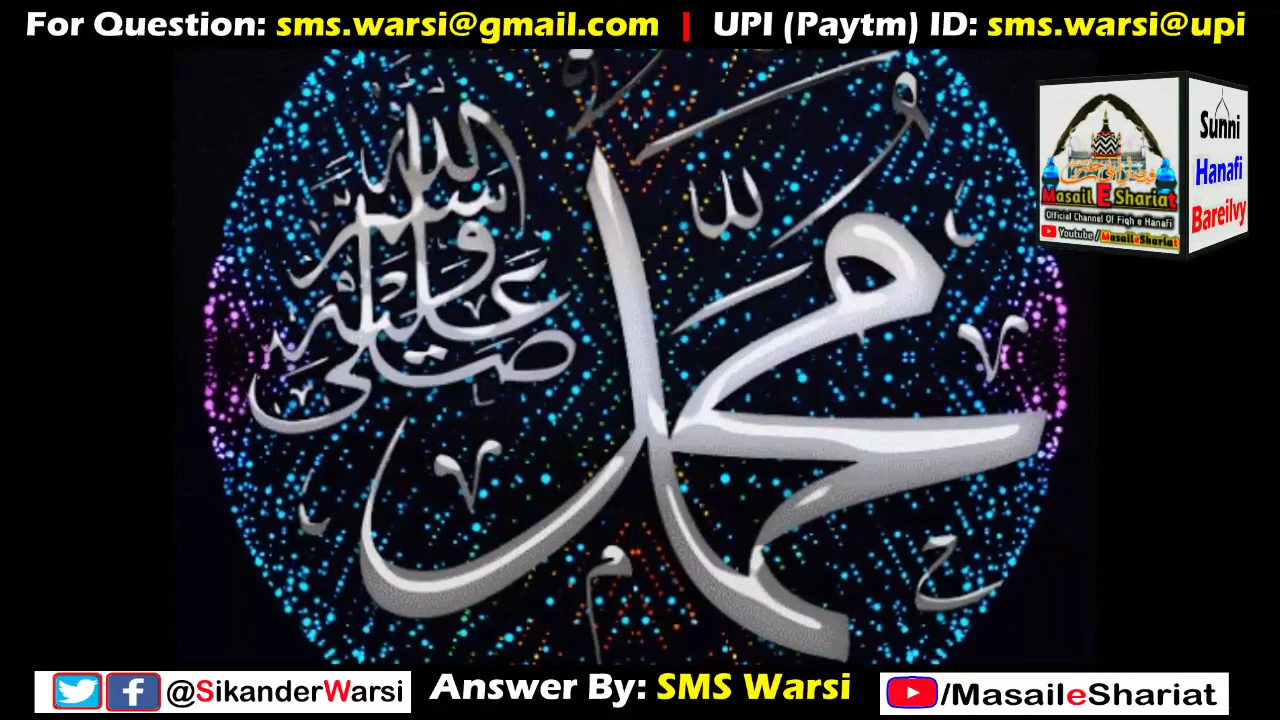 For Question: sms.warsi@gmail.com | UPI (Paytm) ID: sms.warsi@upi
محمد
صلى الله عليه وسلم
Masail E Shariat
Official Channel Of Fiqh e Hanafi
Youtube / MasaileShariat
Sunni
Hanafi
Bareilvy
@SikanderWarsi
Answer By: SMS Warsi
/MasaileShariat